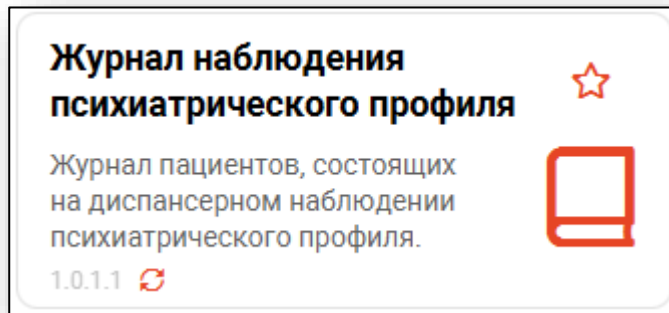 Журнал наблюдения
психиатрического профиля
Журнал пациентов, состоящих
на диспансерном наблюдении
психиатрического профиля.
1.0.1.1